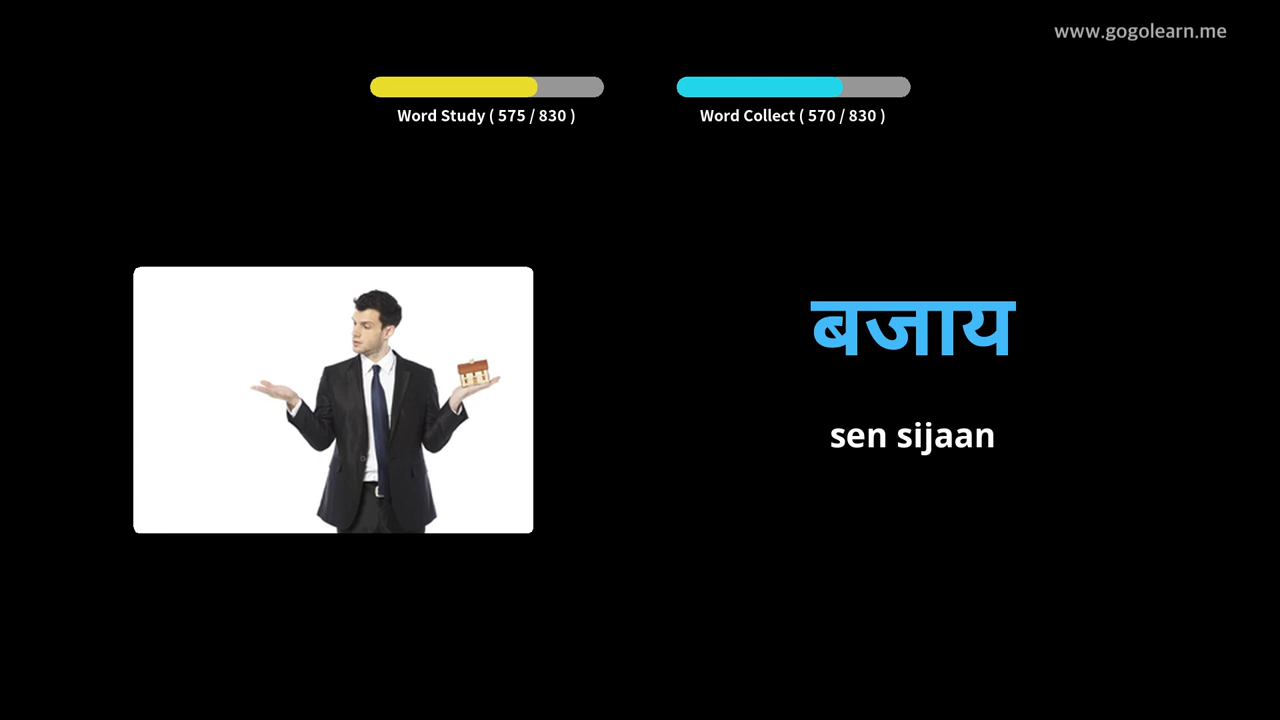 www.gogolearn.me
Word Study ( 575 / 830 )
Word Collect ( 570 / 830 )
बजाय
sen sijaan